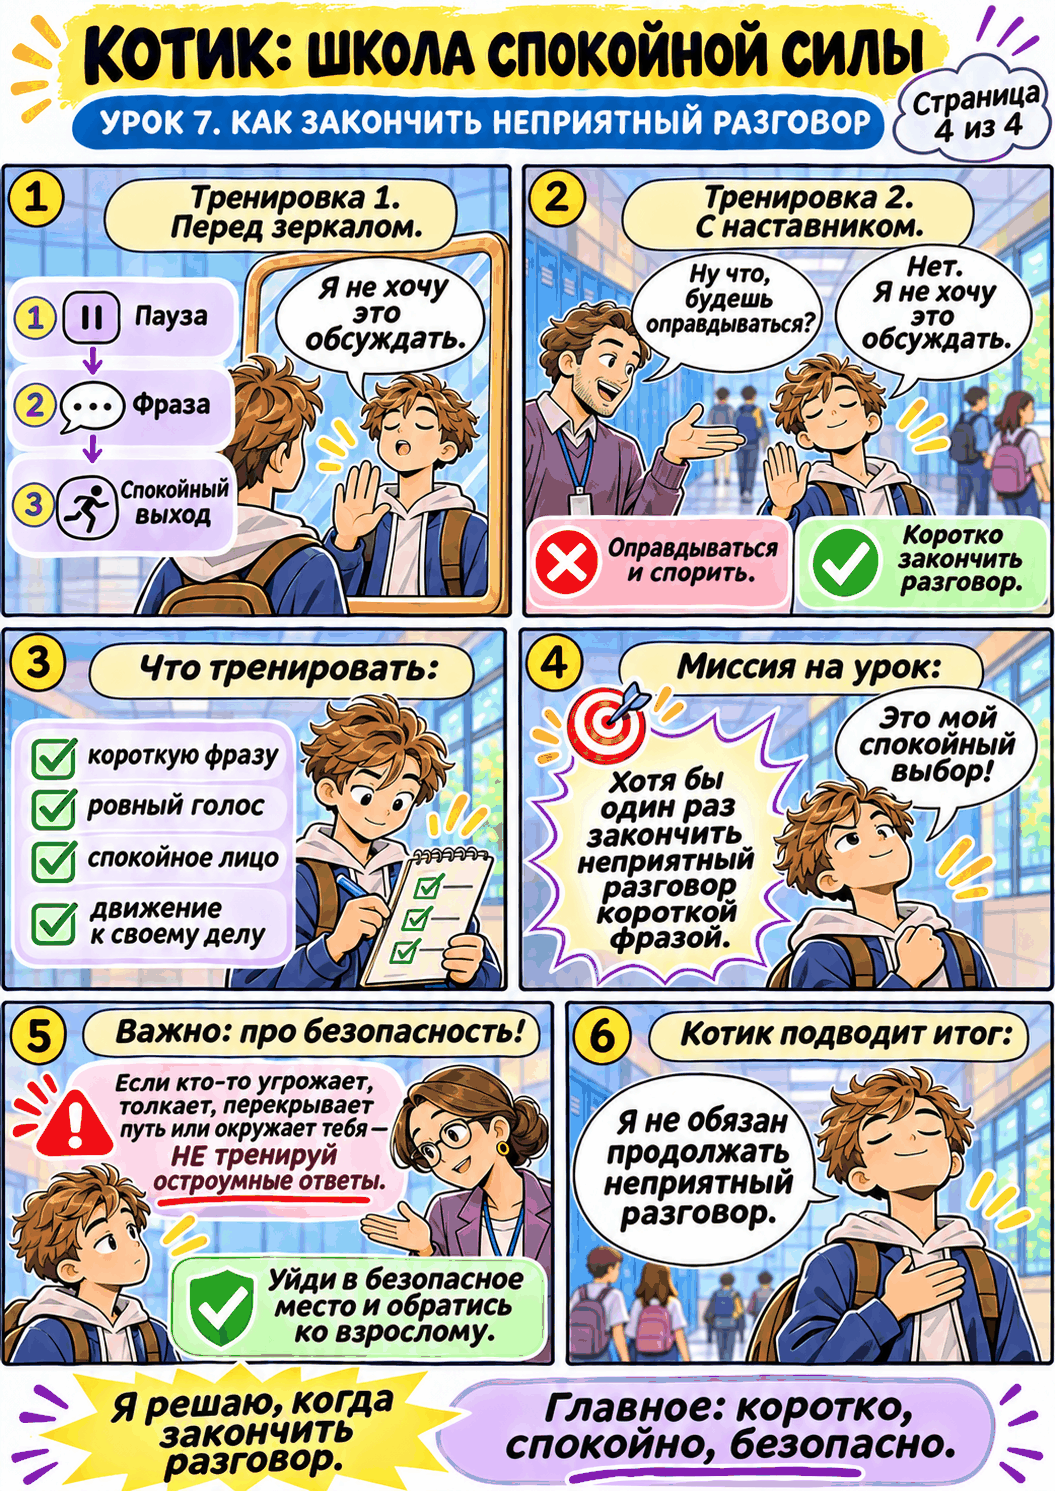 КОТИК: ШКОЛА СПОКОЙНОЙ СИЛЫ
УРОК 7. КАК ЗАКОНЧИТЬ НЕПРИЯТНЫЙ РАЗГОВОР
Страница
4 из 4
1
Тренировка 1.
Перед зеркалом.
1 Пауза
2 Фраза
3 Спокойный
выход
Я не хочу
это
обсуждать.
2
Тренировка 2.
С наставником.
Ну что,
будешь
оправдываться?
Нет.
Я не хочу
это
обсуждать.
Оправдываться
и спорить.
Коротко
закончить
разговор.
3
Что тренировать:
короткую фразу
ровный голос
спокойное лицо
движение
к своему делу
4
Миссия на урок:
Хотя бы
один раз
закончить
неприятный
разговор
короткой
фразой.
Это мой
спокойный
выбор!
5
Важно: про безопасность!
Если кто-то угрожает,
толкает, перекрывает
путь или окружает тебя —
НЕ тренируй
остроумные ответы.
Уйди в безопасное
место и обратись
ко взрослому.
6
Котик подводит итог:
Я не обязан
продолжать
неприятный
разговор.
Я решаю, когда
закончить
разговор.
Главное: коротко,
спокойно, безопасно.